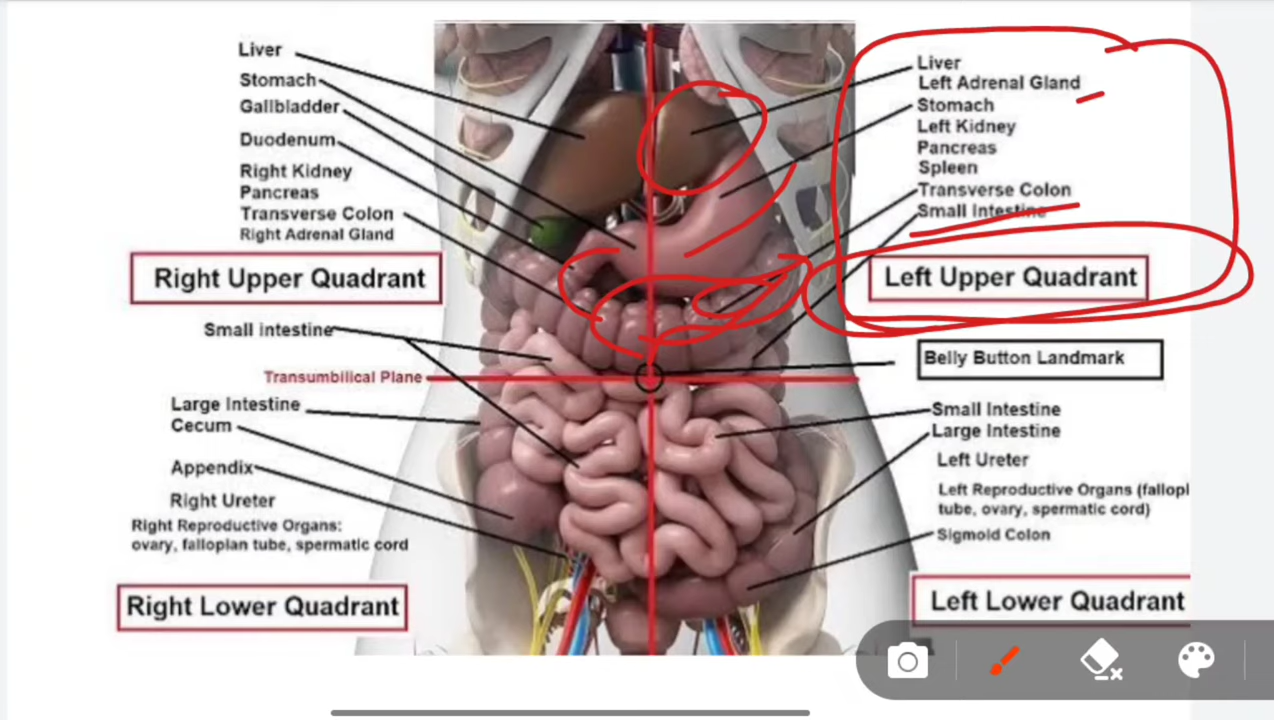 Liver
Stomach
Gallbladder
Duodenum
Right Kidney
Pancreas
Transverse Colon
Right Adrenal Gland
Right Upper Quadrant
Small intestine
Transumbilical Plane
Large Intestine
Cecum
Appendix
Right Ureter
Right Reproductive Organs:
ovary, fallopian tube, spermatic cord
Right Lower Quadrant
Liver
Left Adrenal Gland
Stomach
Left Kidney
Pancreas
Spleen
Transverse Colon
Small Intestine
Left Upper Quadrant
Belly Button Landmark
Small Intestine
Large Intestine
Left Ureter
Left Reproductive Organs (fallopi
tube, ovary, spermatic cord)
Sigmoid Colon
Left Lower Quadrant